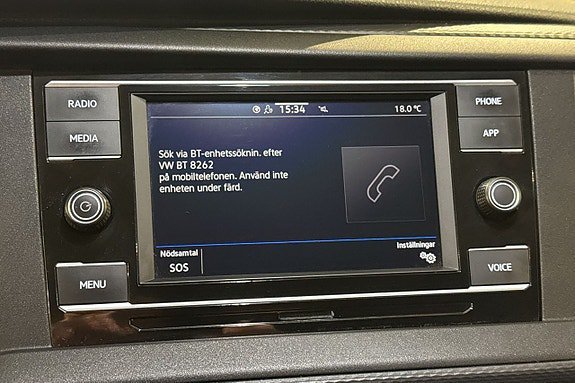 RADIO
MEDIA
MENU
15:34
18.0 °C
Sök via BT-enhetssöknin. efter
VW BT 8262
på mobiltelefonen. Använd inte
enheten under färd.
Nödsamtal
SOS
Inställningar
PHONE
APP
VOICE